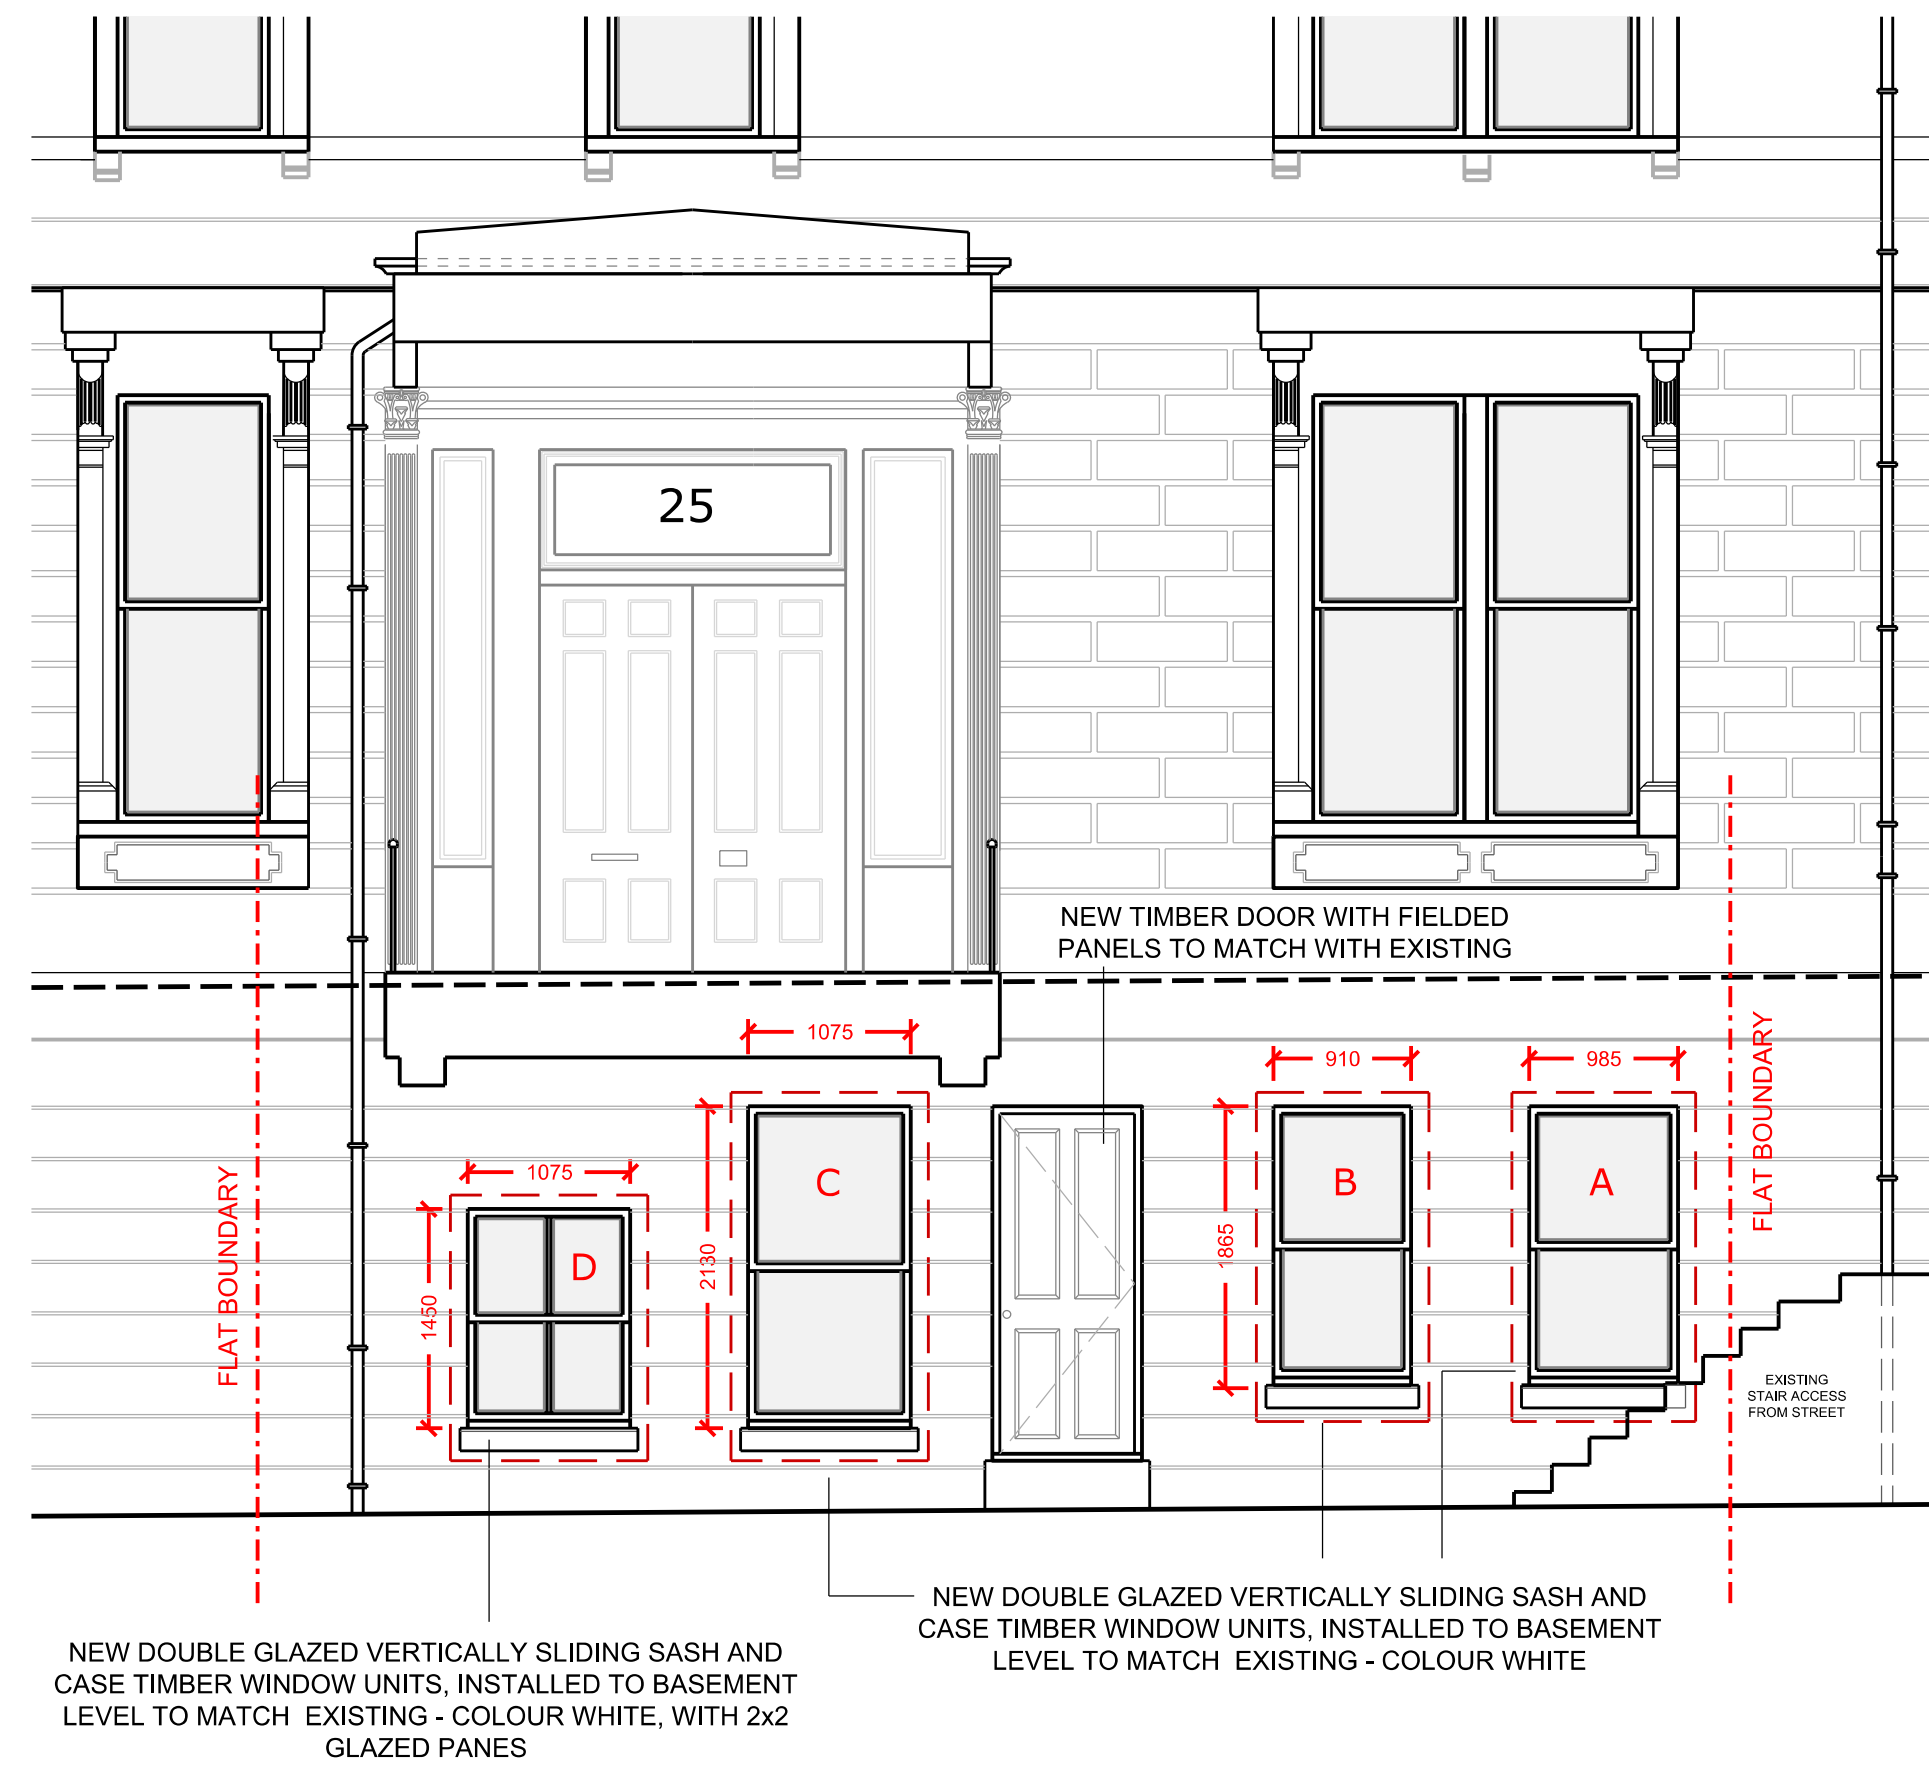 25
NEW TIMBER DOOR WITH FIELDED
PANELS TO MATCH WITH EXISTING
1075
910
985
FLAT BOUNDARY
C
B
A
1075
2130
1865
D
1450
FLAT BOUNDARY
EXISTING
STAIR ACCESS
FROM STREET
NEW DOUBLE GLAZED VERTICALLY SLIDING SASH AND
CASE TIMBER WINDOW UNITS, INSTALLED TO BASEMENT
LEVEL TO MATCH EXISTING - COLOUR WHITE
NEW DOUBLE GLAZED VERTICALLY SLIDING SASH AND
CASE TIMBER WINDOW UNITS, INSTALLED TO BASEMENT
LEVEL TO MATCH EXISTING - COLOUR WHITE, WITH 2x2
GLAZED PANES